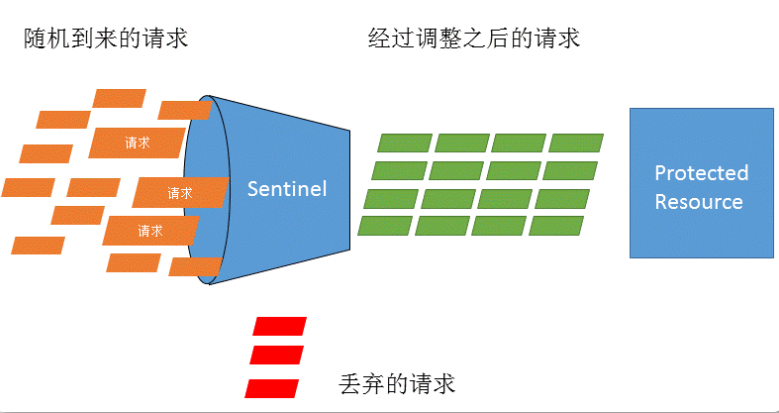 随机到来的请求
经过调整之后的请求
请求
请求
请求
Sentinel
Protected
Resource
丢弃的请求